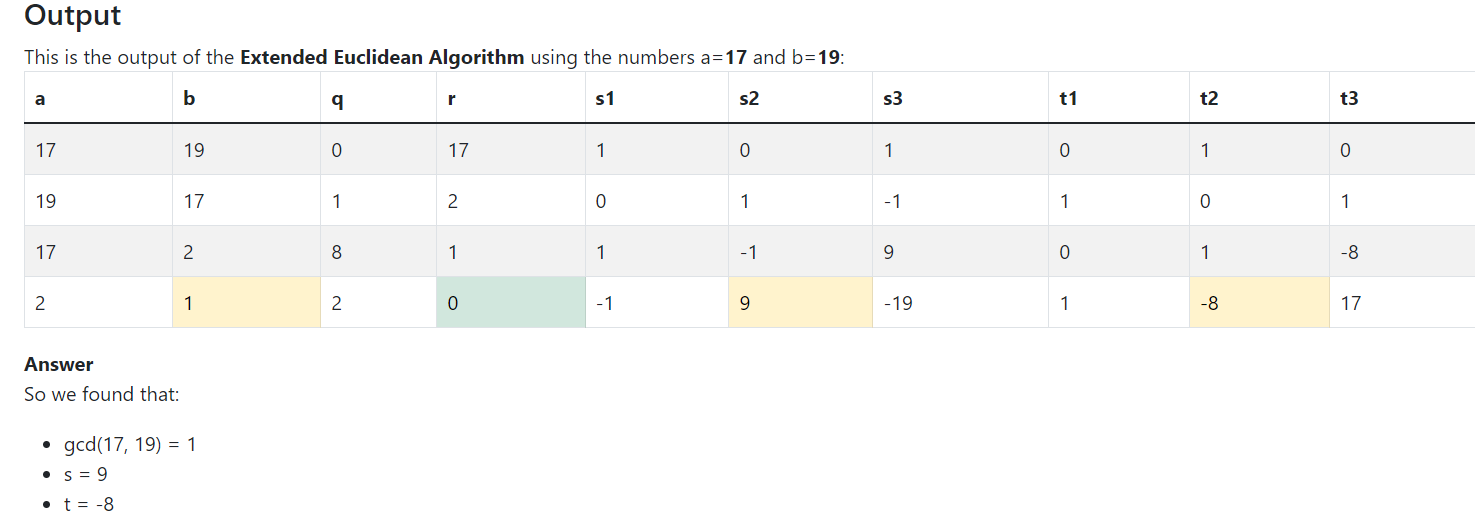 Output
This is the output of the Extended Euclidean Algorithm using the numbers a=17 and b=19:
a b q r s1 s2 s3 t1 t2 t3
17 19 0 17 1 0 1 0 1 0
19 17 1 2 0 1 -1 1 0 1
17 2 8 1 1 -1 9 0 1 -8
2 1 2 0 -1 9 -19 1 -8 17
Answer
So we found that:
• gcd(17, 19) = 1
• s = 9
• t = -8